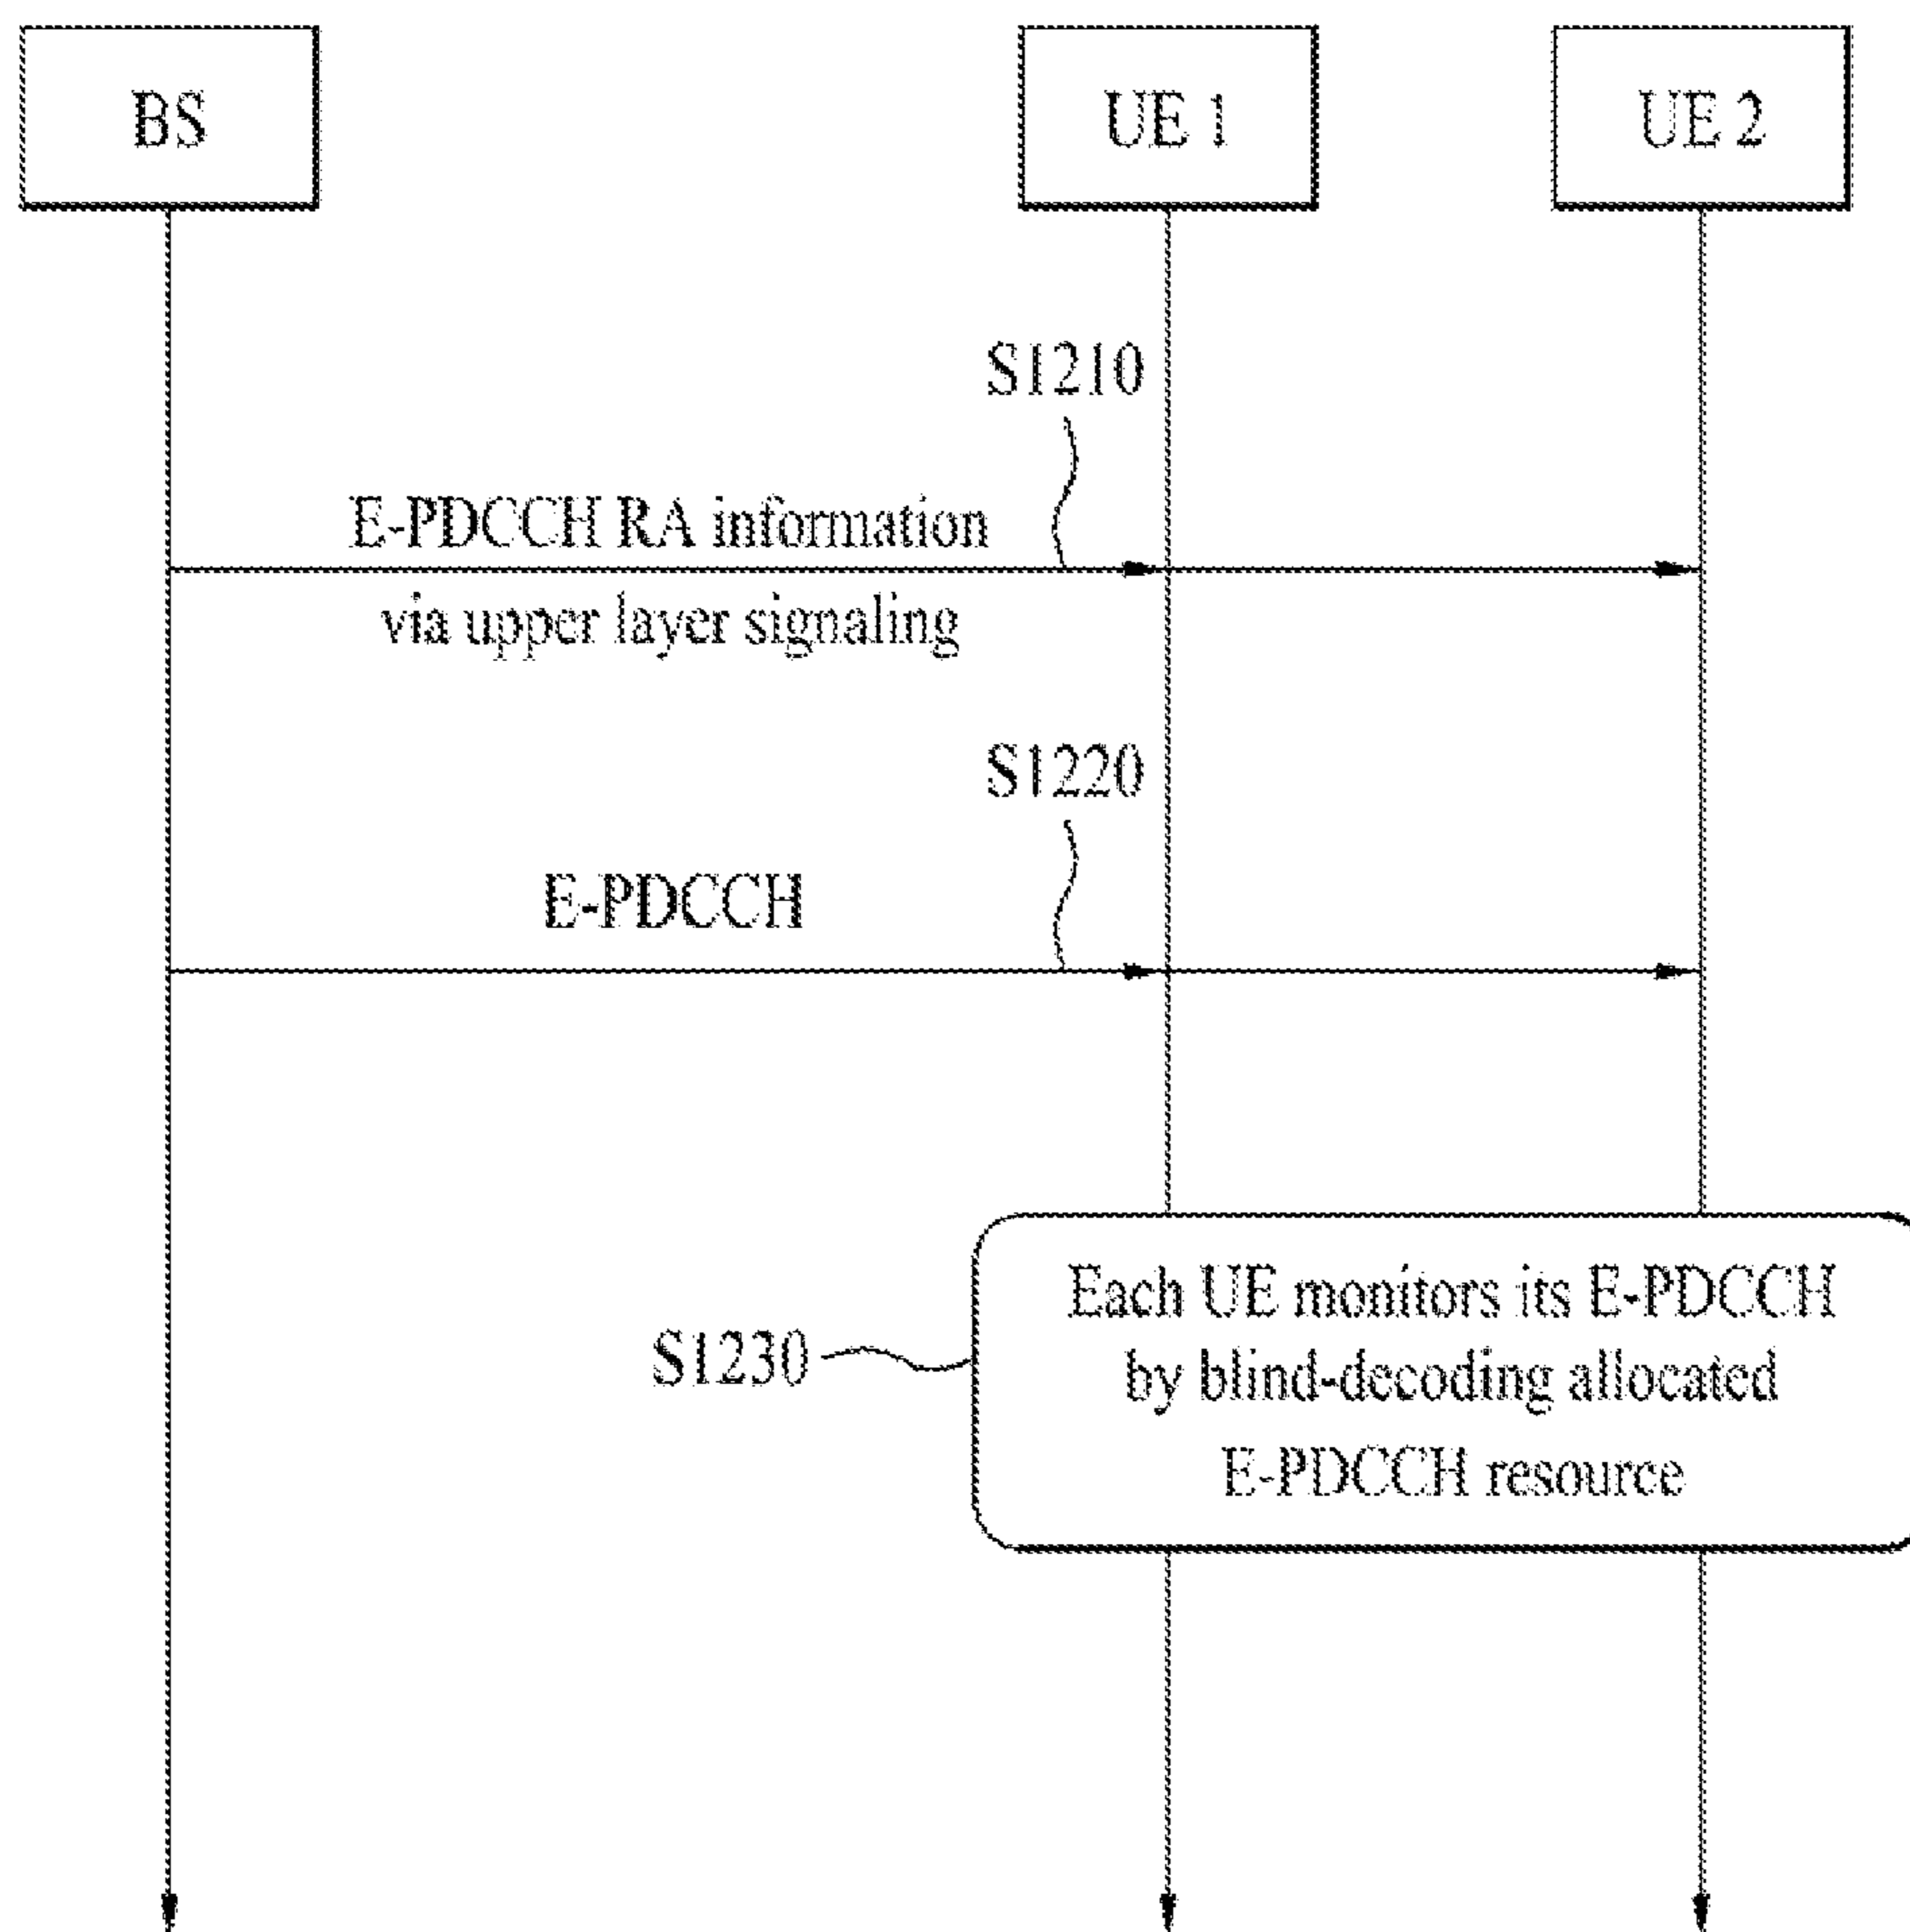 BS
UE 1
UE 2
S1210
E-PDCCH RA information
via upper layer signaling
S1220
E-PDCCH
Each UE monitors its E-PDCCH
by blind-decoding allocated
E-PDCCH resource
S1230